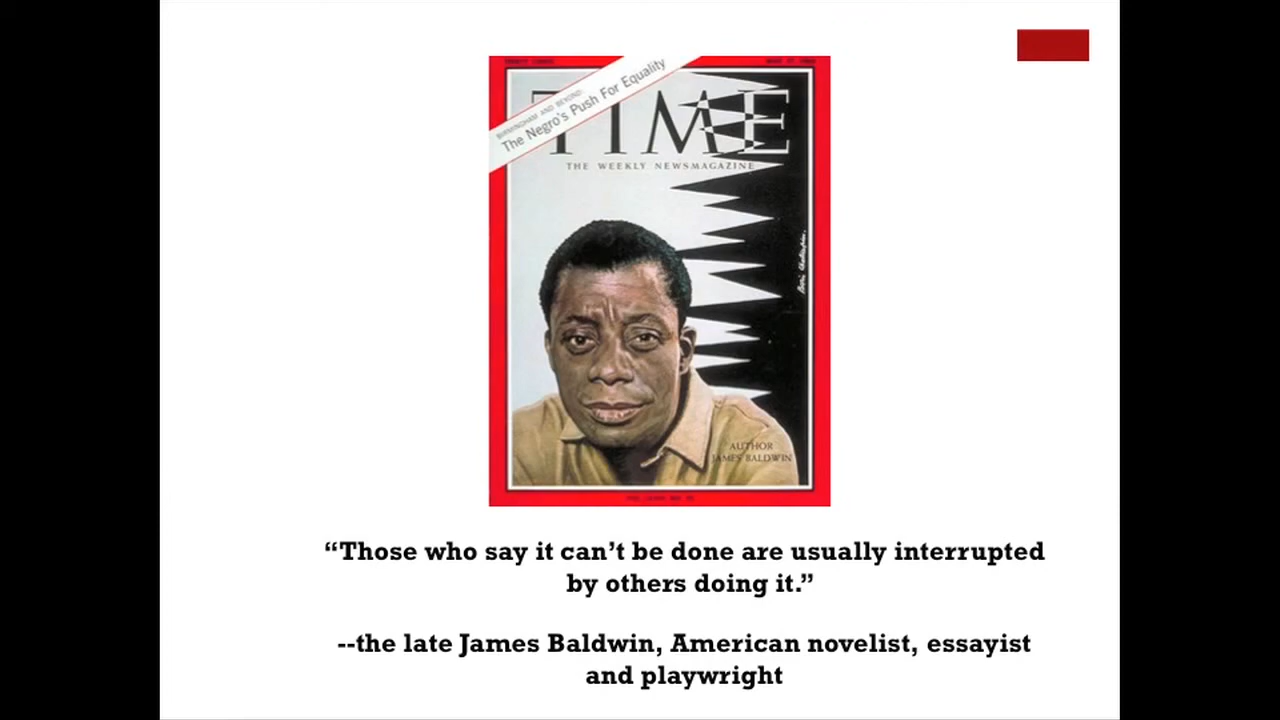 BIRMINGHAM AND BEYOND:
The Negro's Push For Equality
TIME
THE WEEKLY NEWSMAGAZINE
Boris Chaliapin.
AUTHOR
JAMES BALDWIN
“Those who say it can’t be done are usually interrupted
by others doing it.”
--the late James Baldwin, American novelist, essayist
and playwright